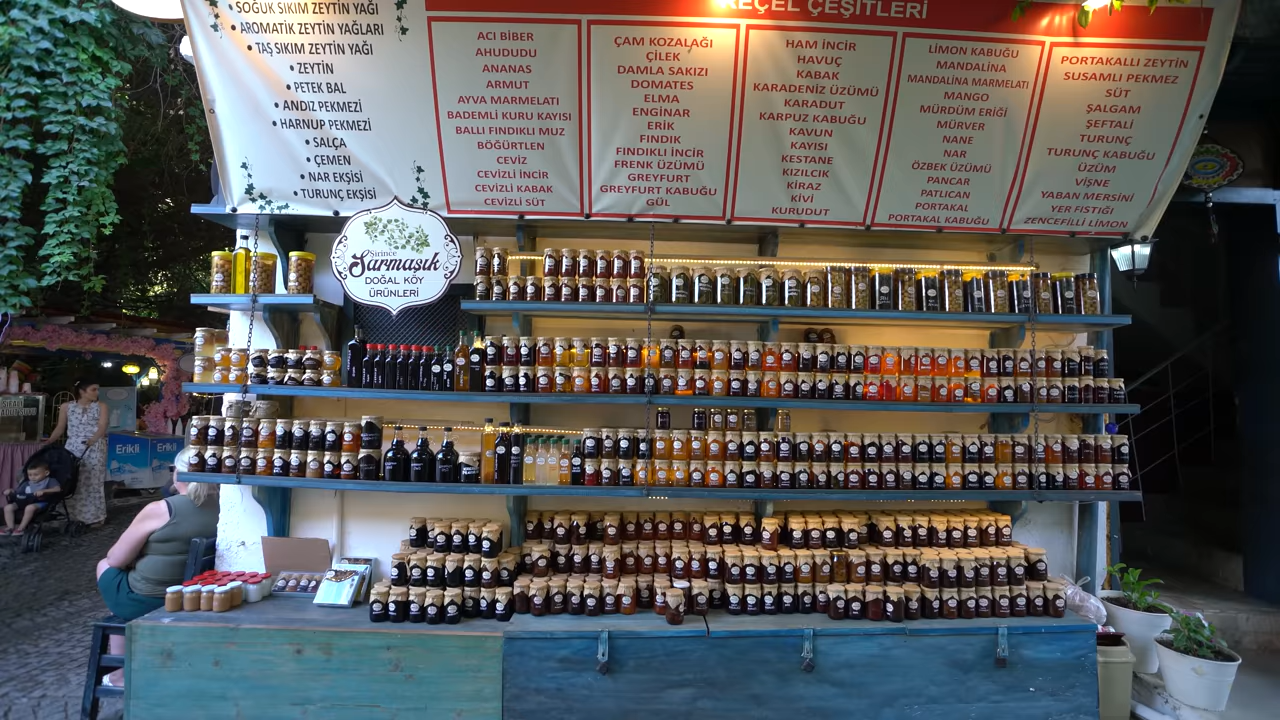 SOĞUK SIKIM ZEYTİN YAĞI
• AROMATİK ZEYTİN YAĞLARI
• TAŞ SIKIM ZEYTİN YAĞI
• ZEYTİN
• PETEK BAL
• ANDIZ PEKMEZİ
• HARNUP PEKMEZİ
• SALÇA
• ÇEMEN
• NAR EKŞİSİ
• TURUNÇ EKŞİSİ
REÇEL ÇEŞİTLERİ
ACI BİBER
AHUDUDU
ANANAS
ARMUT
AYVA MARMELATI
BADEMLİ KURU KAYISI
BALLI FINDIKLI MUZ
BÖĞÜRTLEN
CEVİZ
CEVİZLİ İNCİR
CEVİZLİ KABAK
CEVİZLİ SÜT
ÇAM KOZALAĞI
ÇİLEK
DAMLA SAKIZI
DOMATES
ELMA
ENGİNAR
ERİK
FINDIK
FINDIKLI İNCİR
FRENK ÜZÜMÜ
GREYFURT
GREYFURT KABUĞU
GÜL
HAM İNCİR
HAVUÇ
KABAK
KARADENİZ ÜZÜMÜ
KARADUT
KARPUZ KABUĞU
KAVUN
KAYISI
KESTANE
KIZILCIK
KİRAZ
KİVİ
KURUDUT
LİMON KABUĞU
MANDALİNA
MANDALİNA MARMELATI
MANGO
MÜRDÜM ERİĞİ
MÜRVER
NANE
NAR
ÖZBEK ÜZÜMÜ
PANCAR
PATLICAN
PORTAKAL
PORTAKAL KABUĞU
PORTAKALLI ZEYTİN
SUSAMLI PEKMEZ
SÜT
ŞALGAM
ŞEFTALİ
TURUNÇ
TURUNÇ KABUĞU
ÜZÜM
VİŞNE
YABAN MERSİNİ
YER FISTIĞI
ZENCEFİLLİ LİMON
Şirince
Sarmaşık
DOĞAL KÖY
ÜRÜNLERİ
Erikli
Erikli